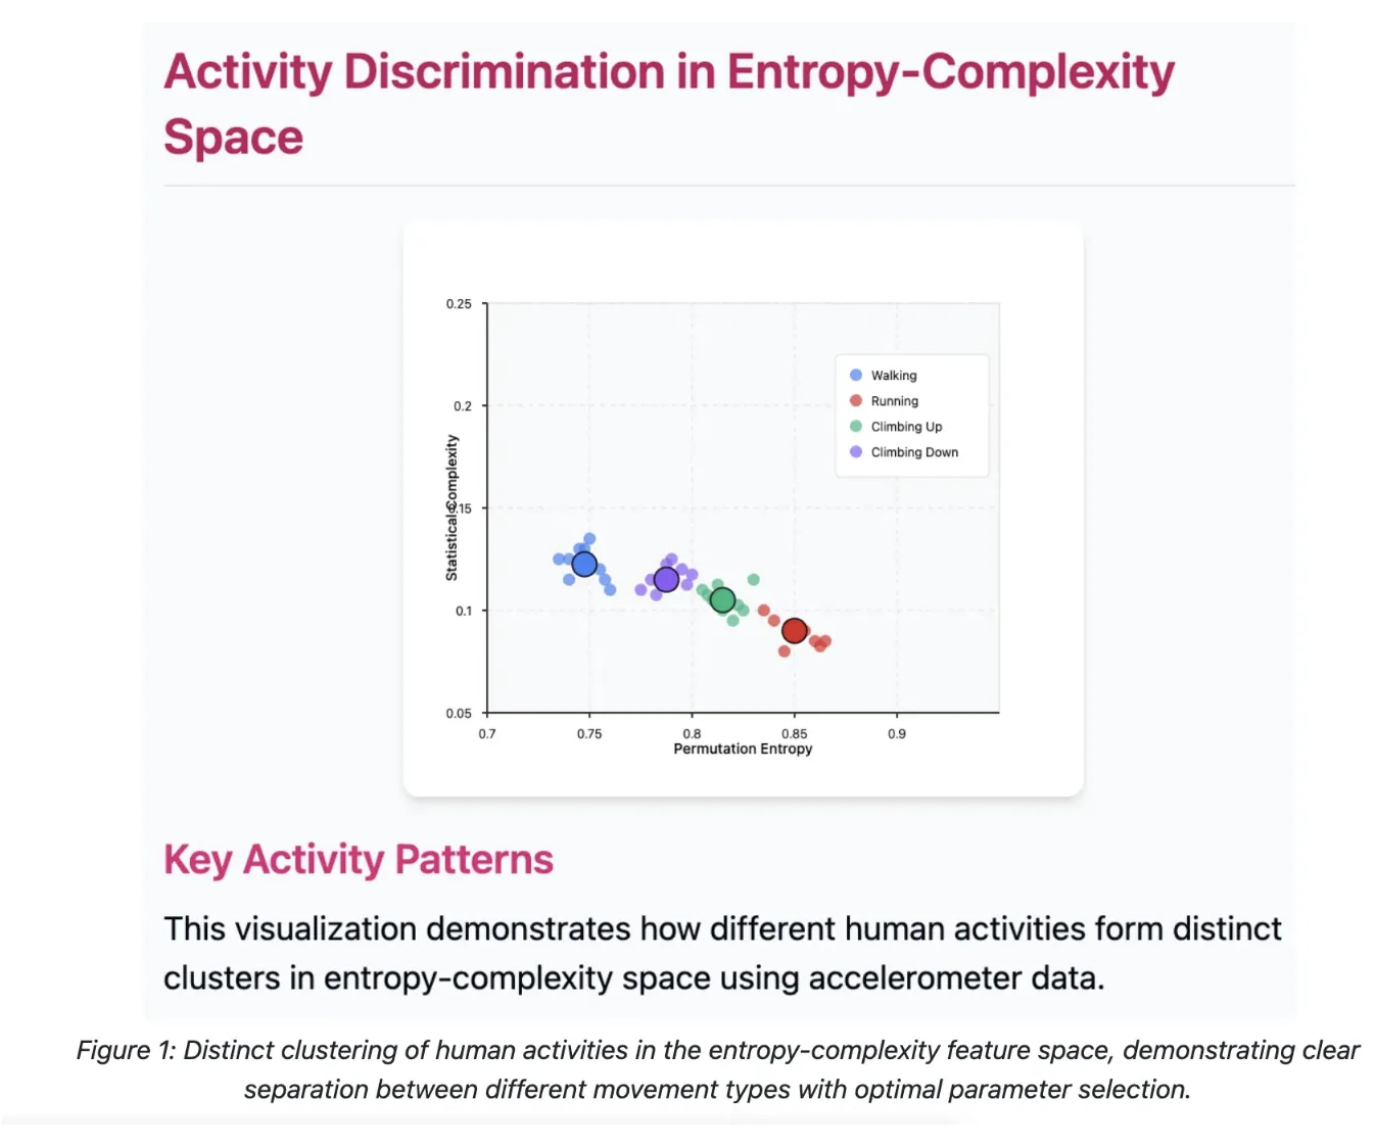 Activity Discrimination in Entropy-Complexity
Space
0.25
0.2
0.15
0.1
0.05
Statistical Complexity
Walking
Running
Climbing Up
Climbing Down
0.7
0.75
0.8
0.85
0.9
Permutation Entropy
Key Activity Patterns
This visualization demonstrates how different human activities form distinct
clusters in entropy-complexity space using accelerometer data.
Figure 1: Distinct clustering of human activities in the entropy-complexity feature space, demonstrating clear
separation between different movement types with optimal parameter selection.